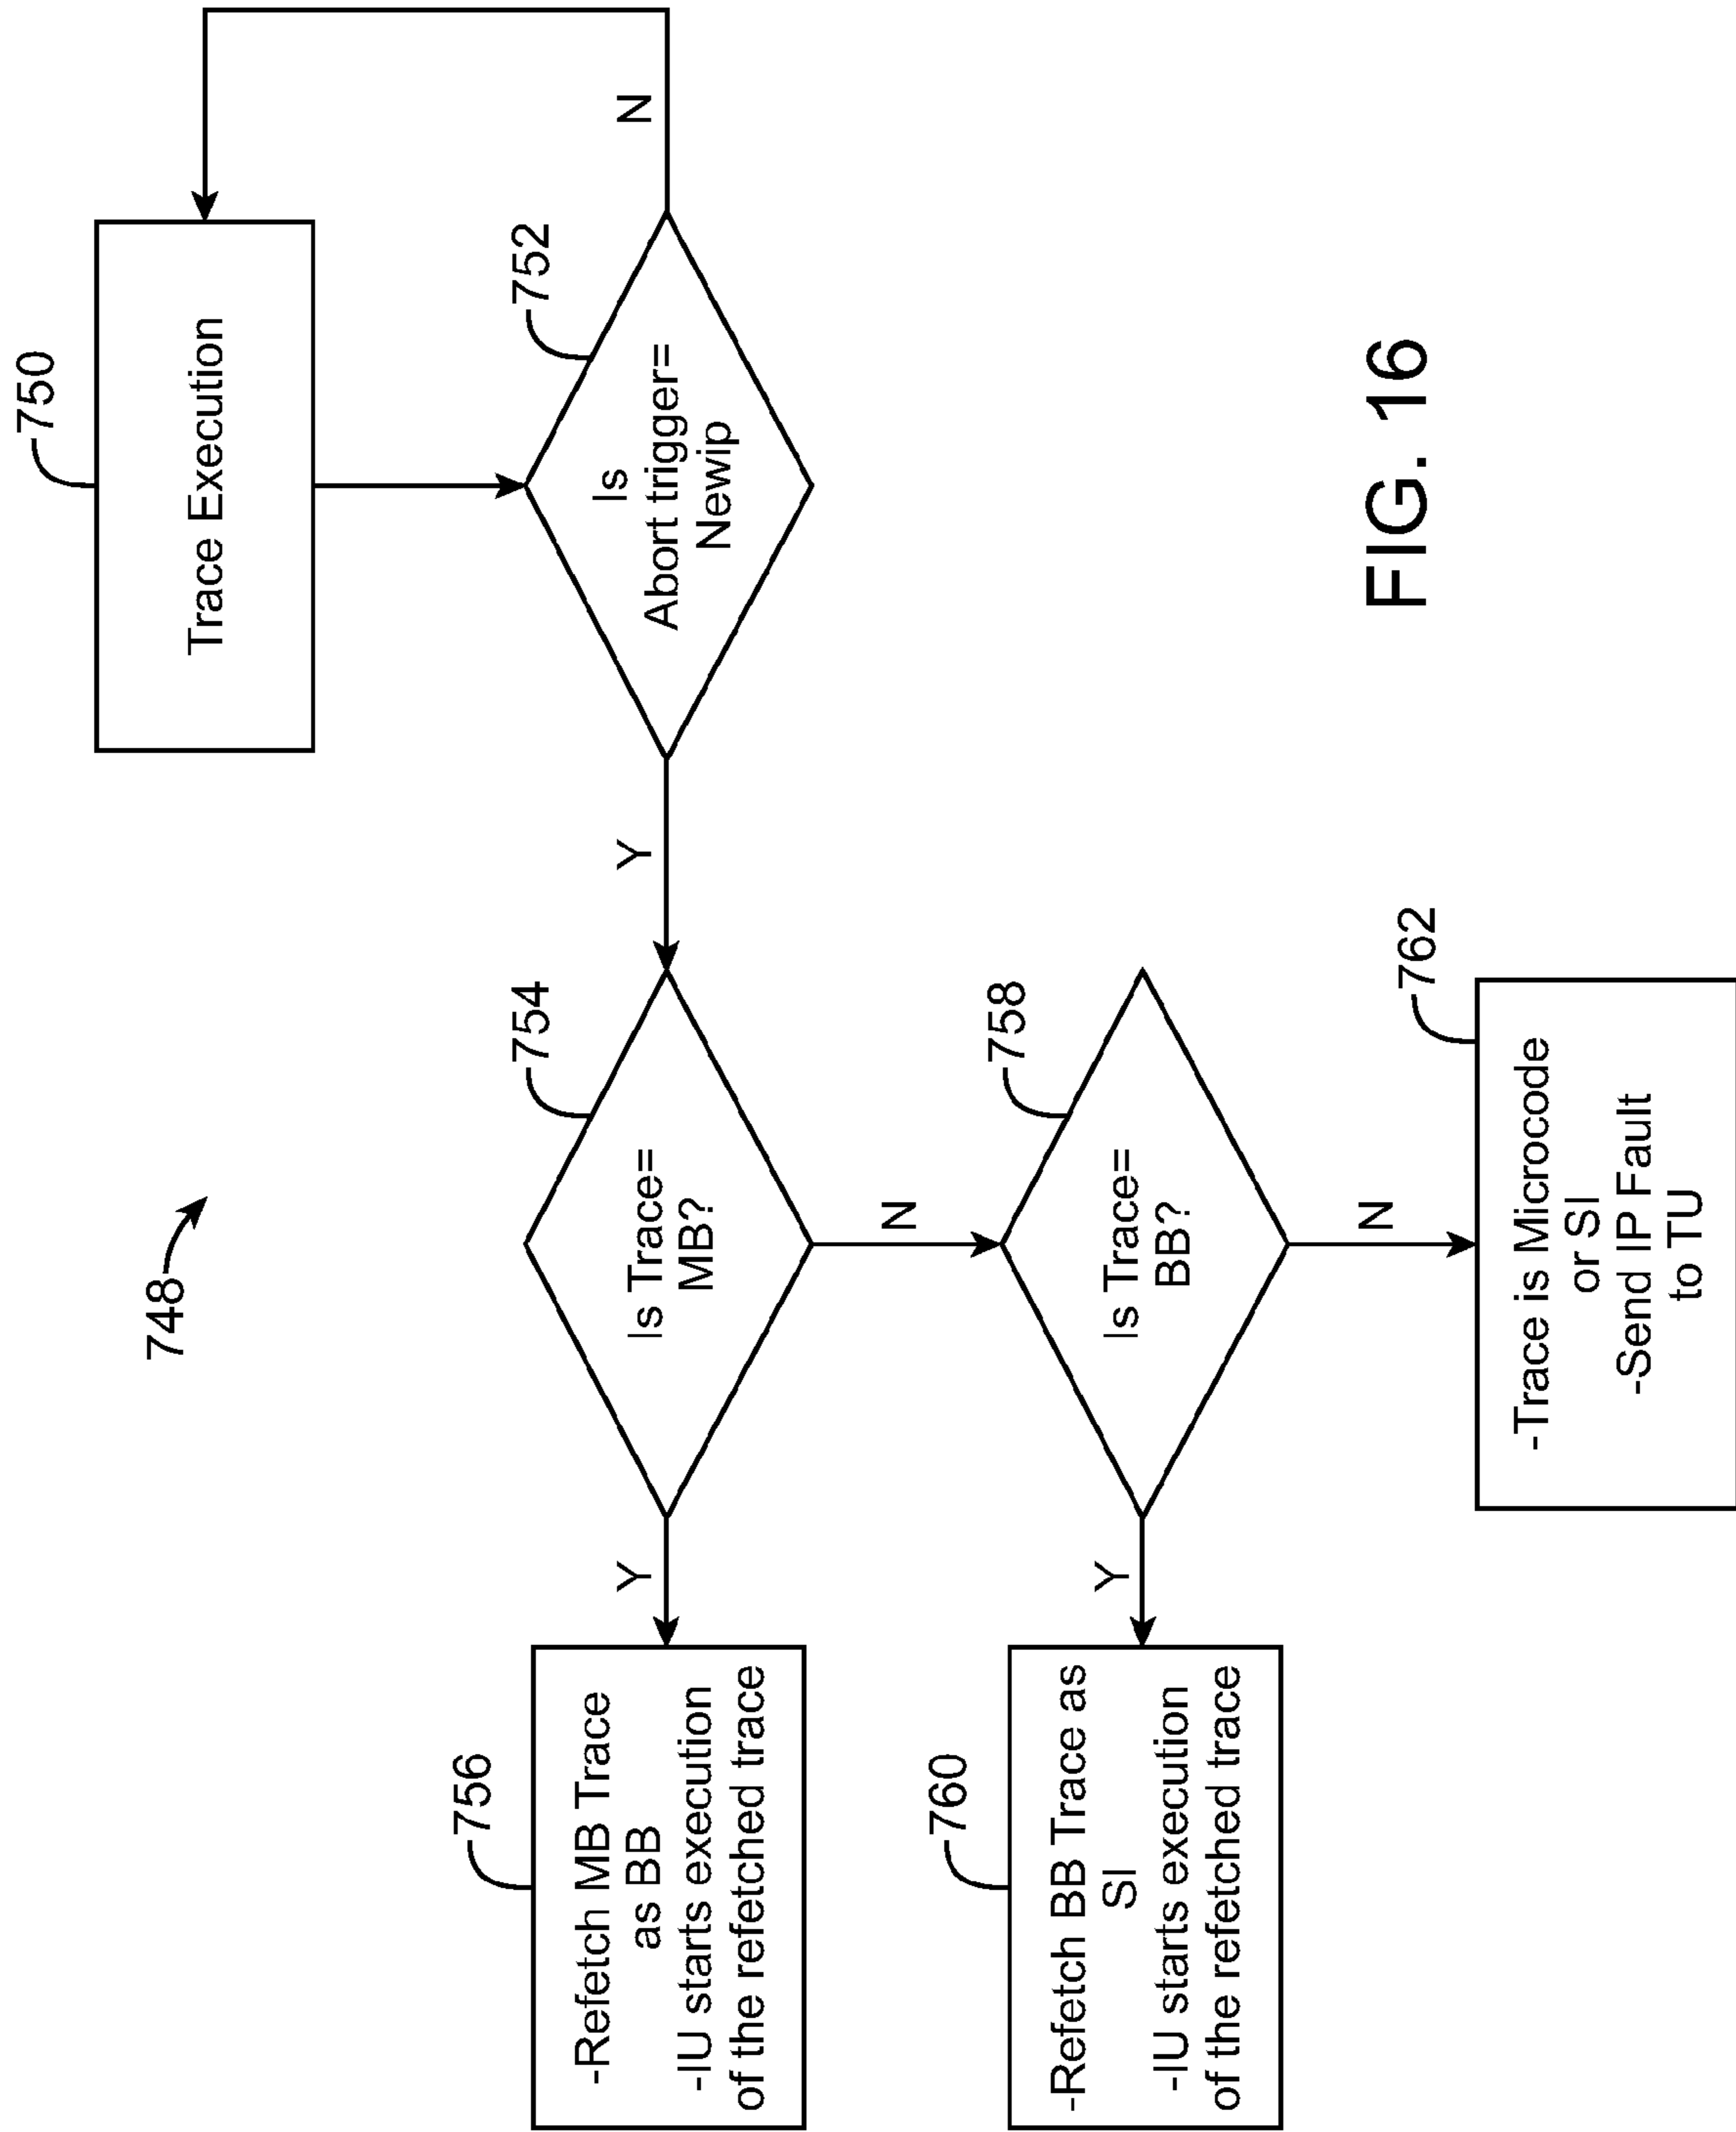 748
750
Trace Execution
752
Is
Abort trigger=
Newip
N
Y
754
Is Trace=
MB?
Y
756
-Refetch MB Trace
as BB
-IU starts execution
of the refetched trace
N
758
Is Trace=
BB?
Y
760
-Refetch BB Trace as
SI
-IU starts execution
of the refetched trace
N
762
-Trace is Microcode
or SI
-Send IP Fault
to TU
FIG. 16